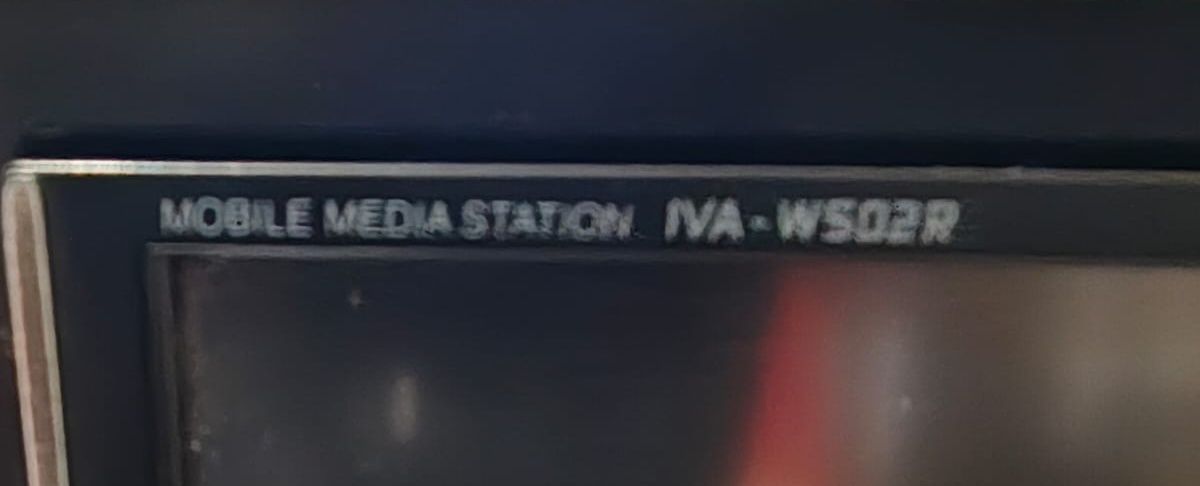 MOBILE MEDIA STATION IVA-W502R